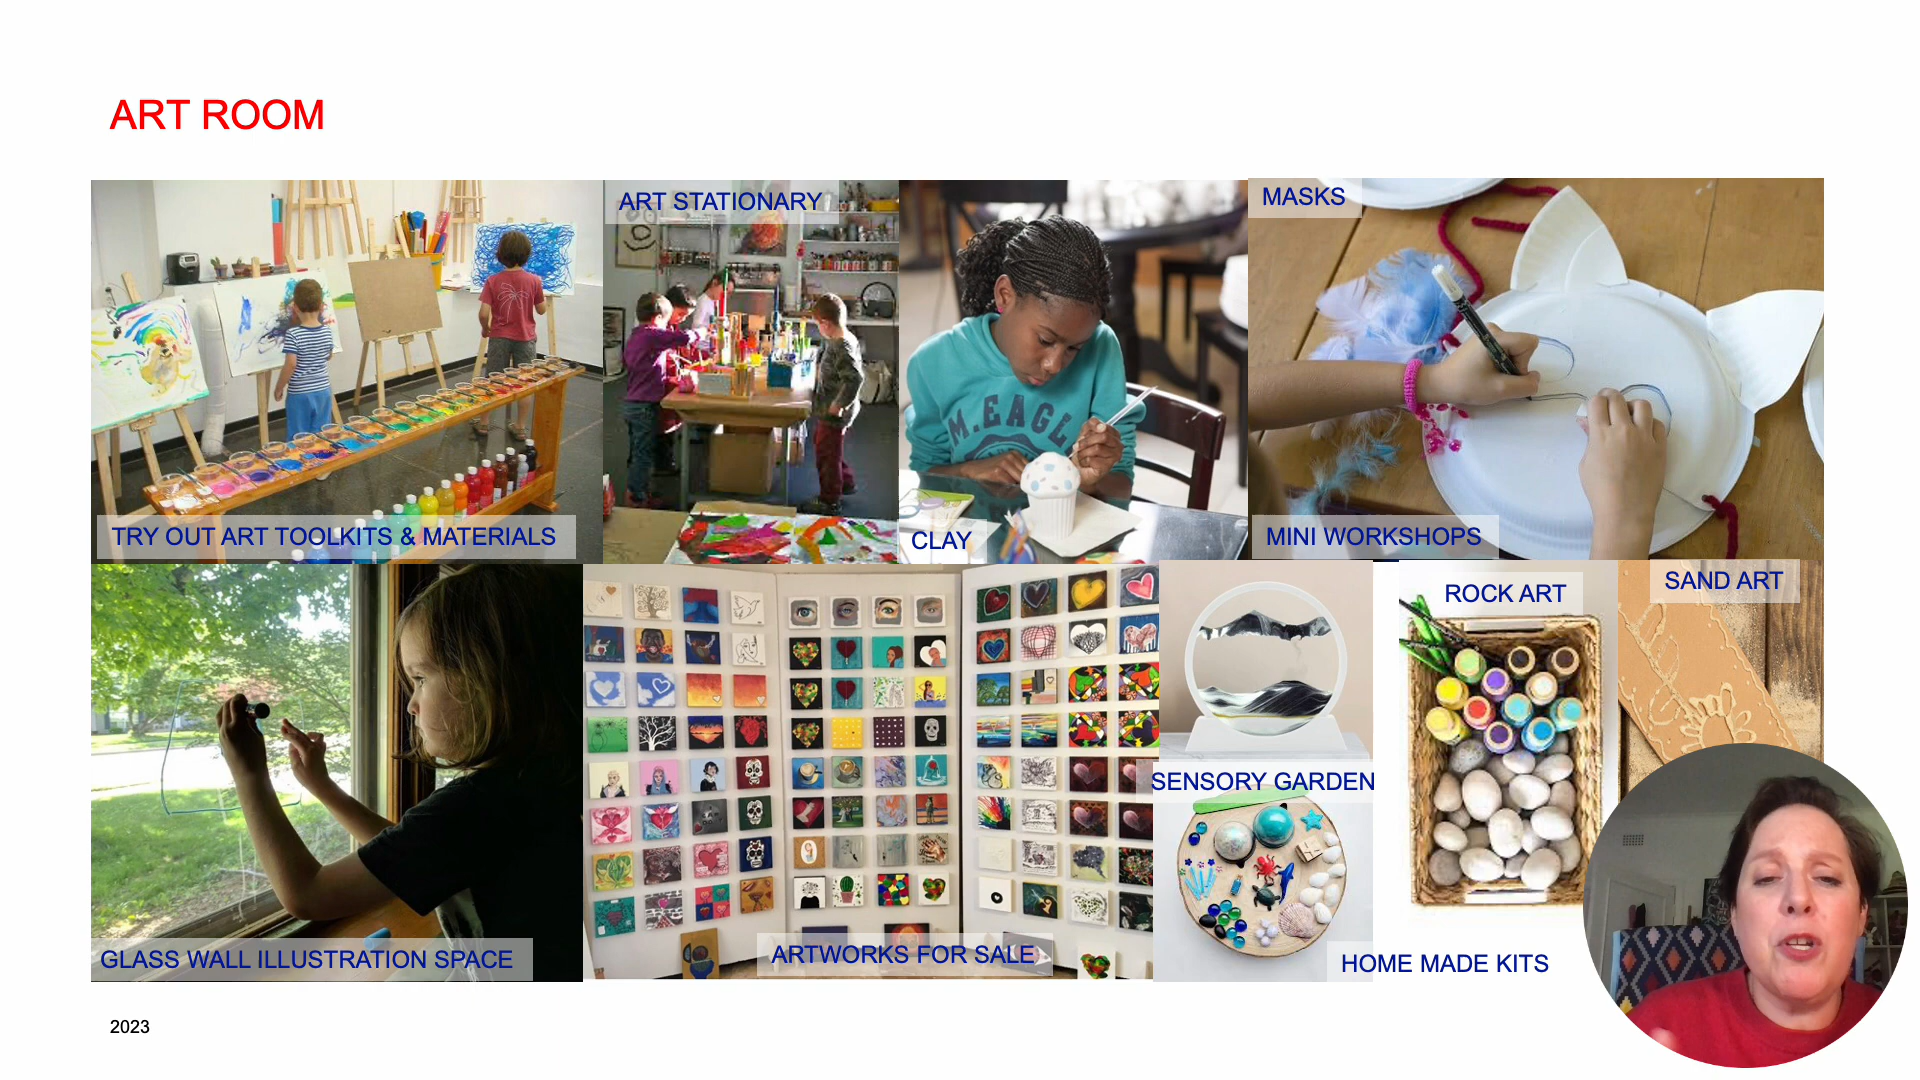 ART ROOM
ART STATIONARY
MASKS
M.EAGL
TRY OUT ART TOOLKITS & MATERIALS
CLAY
MINI WORKSHOPS
ROCK ART
SAND ART
SENSORY GARDEN
GLASS WALL ILLUSTRATION SPACE
ARTWORKS FOR SALE
HOME MADE KITS
2023